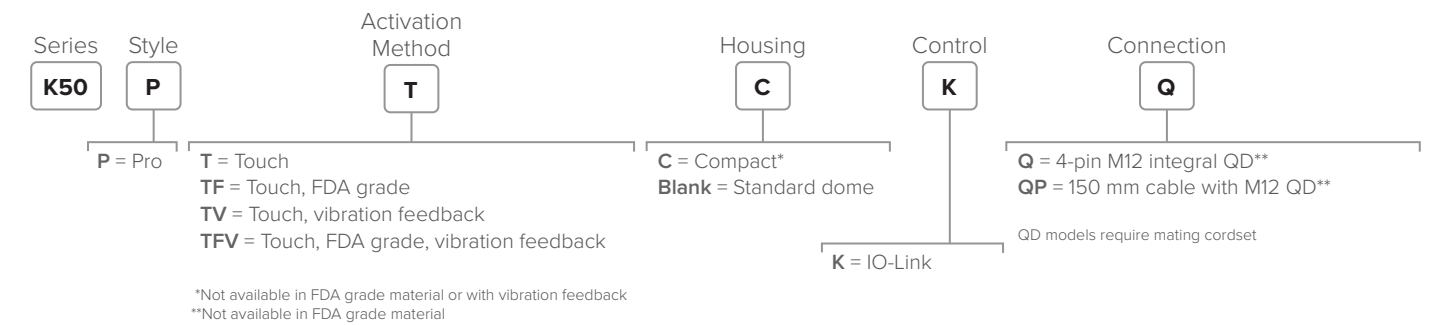 Series
K50
Style
P
P = Pro
Activation
Method
T
T = Touch
TF = Touch, FDA grade
TV = Touch, vibration feedback
TFV = Touch, FDA grade, vibration feedback
Housing
C
C = Compact*
Blank = Standard dome
Control
K
K = IO-Link
Connection
Q
Q = 4-pin M12 integral QD**
QP = 150 mm cable with M12 QD**
QD models require mating cordset
*Not available in FDA grade material or with vibration feedback
**Not available in FDA grade material